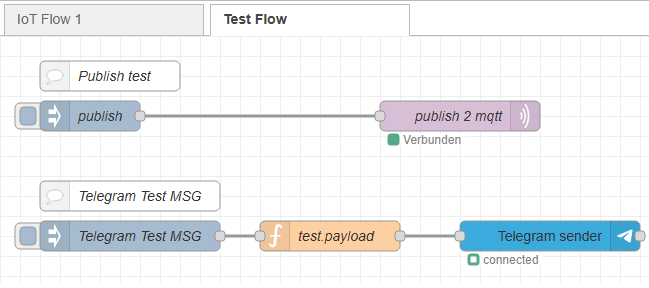 IoT Flow 1
Test Flow
Publish test
publish
publish 2 mqtt
Verbunden
Telegram Test MSG
Telegram Test MSG
test.payload
Telegram sender
connected